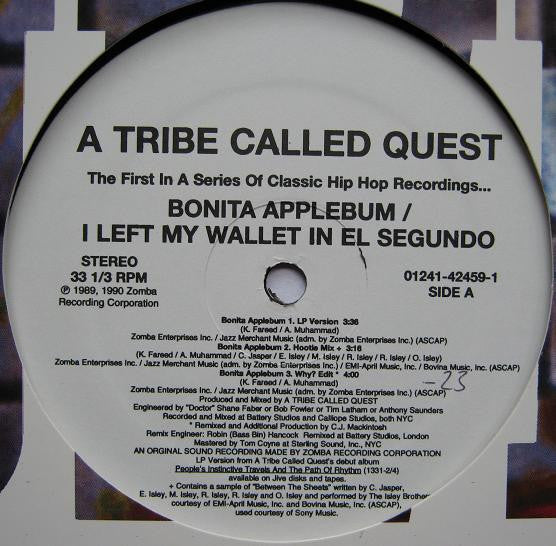 A TRIBE CALLED QUEST
The First In A Series Of Classic Hip Hop Recordings...
BONITA APPLEBUM /
I LEFT MY WALLET IN EL SEGUNDO
STEREO
33 1/3 RPM
℗ 1989, 1990 Zomba
Recording Corporation
01241-42459-1
SIDE A
Bonita Applebum 1. LP Version 3:36
(K. Fareed / A. Muhammad)
Zomba Enterprises Inc. / Jazz Merchant Music (adm. by Zomba Enterprises Inc.) (ASCAP)
Bonita Applebum 2. Hootie Mix + 3:16
(K. Fareed / A. Muhammad / C. Jasper / E. Isley / M. Isley / R. Isley / R. Isley / O. Isley)
Zomba Enterprises Inc. / Jazz Merchant Music (adm. by Zomba Enterprises Inc.) / EMI-April Music, Inc. / Bovina Music, Inc. (ASCAP)
Bonita Applebum 3. Why? Edit * 4:00
(K. Fareed / A. Muhammad)
-23
Zomba Enterprises Inc. / Jazz Merchant Music (adm. by Zomba Enterprises Inc.) (ASCAP)
Produced and Mixed by A TRIBE CALLED QUEST
Engineered by "Doctor" Shane Faber or Bob Fowler or Tim Latham or Anthony Saunders
Recorded and Mixed at Battery Studios and Calliope Studios, both NYC
* Remixed and Additional Production by C.J. Mackintosh
Remix Engineer: Robin (Bass Bin) Hancock Remixed at Battery Studios, London
Mastered by Tom Coyne at Sterling Sound, Inc., NYC
AN ORIGINAL SOUND RECORDING MADE BY ZOMBA RECORDING CORPORATION
LP Version from A Tribe Called Quest's debut album
People's Instinctive Travels And The Path Of Rhythm (1331-2/4)
available on Jive disks and tapes.
+ Contains a sample of "Between The Sheets" written by C. Jasper,
E. Isley, M. Isley, R. Isley, R. Isley and O Isley and performed by The Isley Brothers
courtesy of EMI-April Music, Inc. and Bovina Music, Inc. (ASCAP),
used courtesy of Sony Music.